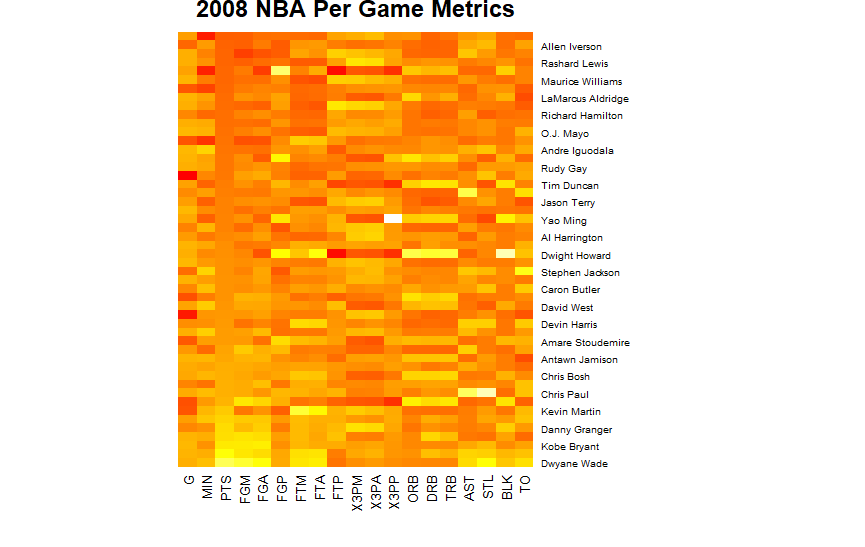 2008 NBA Per Game Metrics
Allen Iverson
Rashard Lewis
Maurice Williams
LaMarcus Aldridge
Richard Hamilton
O.J. Mayo
Andre Iguodala
Rudy Gay
Tim Duncan
Jason Terry
Yao Ming
Al Harrington
Dwight Howard
Stephen Jackson
Caron Butler
David West
Devin Harris
Amare Stoudemire
Antawn Jamison
Chris Bosh
Chris Paul
Kevin Martin
Danny Granger
Kobe Bryant
Dwyane Wade
G
MIN
PTS
FGM
FGA
FGP
FTM
FTA
FTP
X3PM
X3PA
X3PP
ORB
DRB
TRB
AST
STL
BLK
TO